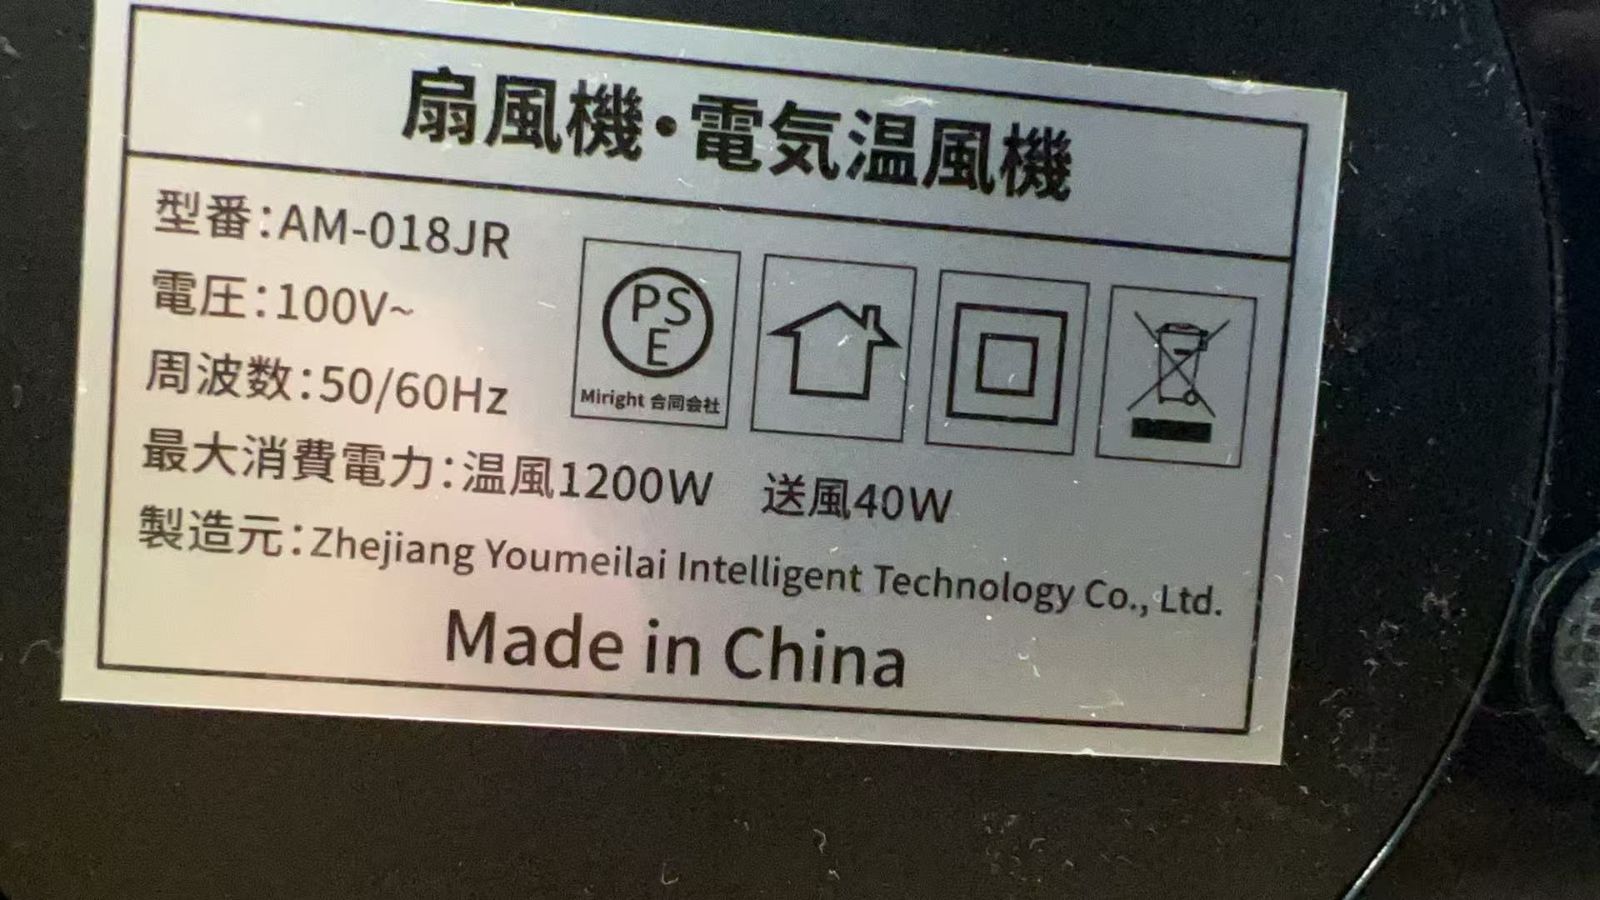 扇風機・電気温風機
型番：AM-018JR
電圧：100V~
周波数：50/60Hz
PS
E
Miright 合同会社
最大消費電力：温風1200W 送風40W
製造元：Zhejiang Youmeilai Intelligent Technology Co., Ltd.
Made in China